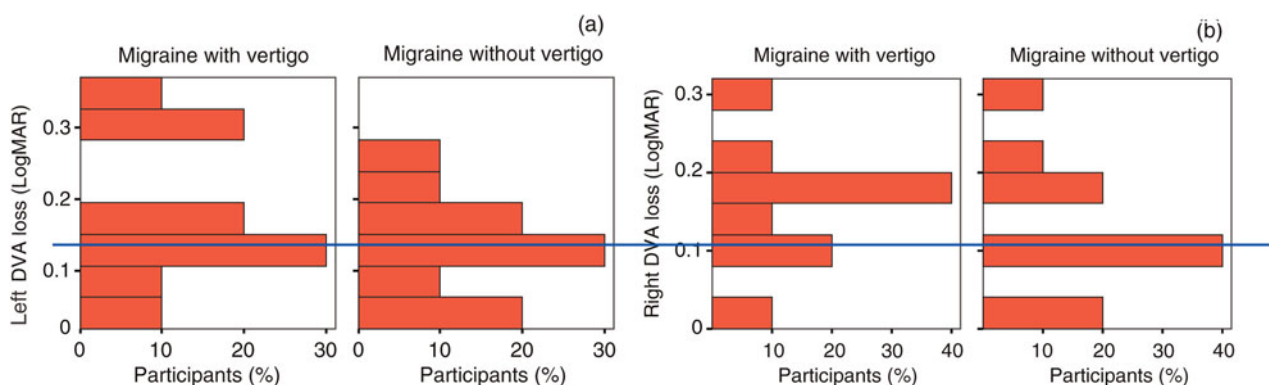 (a)
Migraine with vertigo
Migraine without vertigo
Left DVA loss (LogMAR)
0.3
0.2
0.1
0
0 10 20 30
0 10 20 30
Participants (%)
Participants (%)
(b)
Migraine with vertigo
Migraine without vertigo
Right DVA loss (LogMAR)
0.3
0.2
0.1
0
10 20 30 40
10 20 30 40
Participants (%)
Participants (%)